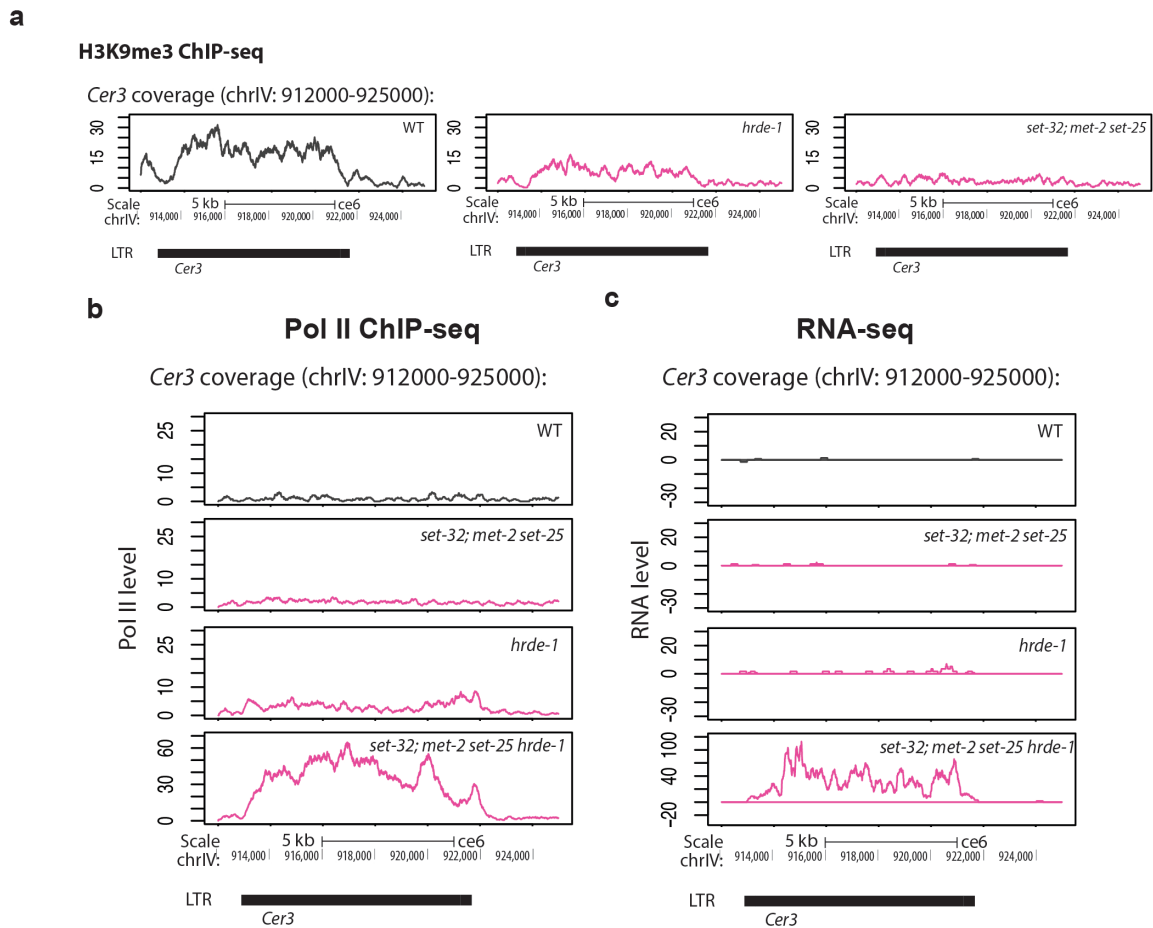 a
H3K9me3 ChIP-seq
Cer3 coverage (chrIV: 912000-925000):
30
15
0
WT
30
15
0
hrde-1
30
15
0
set-32; met-2 set-25
Scale 5 kb ce6
chrIV: 914,000 916,000 918,000 920,000 922,000 924,000
LTR
Cer3
Scale 5 kb ce6
chrIV: 914,000 916,000 918,000 920,000 922,000 924,000
LTR
Cer3
Scale 5 kb ce6
chrIV: 914,000 916,000 918,000 920,000 922,000 924,000
LTR
Cer3
b
Pol II ChIP-seq
Cer3 coverage (chrIV: 912000-925000):
Pol II level
25
10
0
WT
25
10
0
set-32; met-2 set-25
25
10
0
hrde-1
60
30
0
set-32; met-2 set-25 hrde-1
Scale 5 kb ce6
chrIV: 914,000 916,000 918,000 920,000 922,000 924,000
LTR
Cer3
c
RNA-seq
Cer3 coverage (chrIV: 912000-925000):
RNA level
20
0
-30
WT
20
0
-30
set-32; met-2 set-25
20
0
-30
hrde-1
100
40
-20
set-32; met-2 set-25 hrde-1
Scale 5 kb ce6
chrIV: 914,000 916,000 918,000 920,000 922,000 924,000
LTR
Cer3